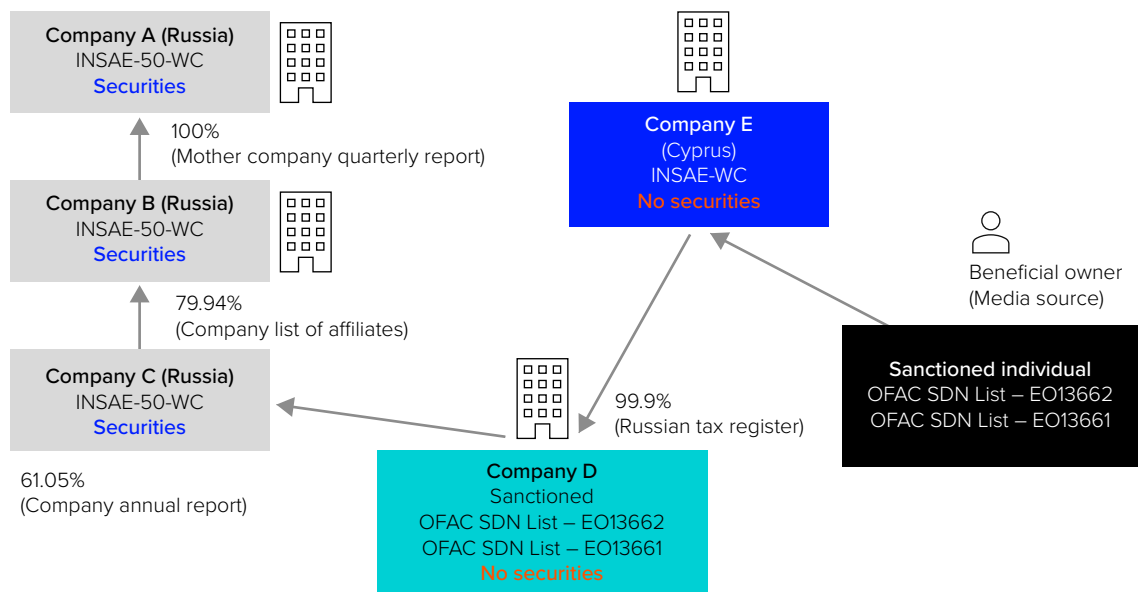 Company A (Russia)
INSAE-50-WC
Securities
100%
(Mother company quarterly report)
Company B (Russia)
INSAE-50-WC
Securities
79.94%
(Company list of affiliates)
Company C (Russia)
INSAE-50-WC
Securities
61.05%
(Company annual report)
Company D
Sanctioned
OFAC SDN List – EO13662
OFAC SDN List – EO13661
No securities
99.9%
(Russian tax register)
Company E
(Cyprus)
INSAE-WC
No securities
Beneficial owner
(Media source)
Sanctioned individual
OFAC SDN List – EO13662
OFAC SDN List – EO13661